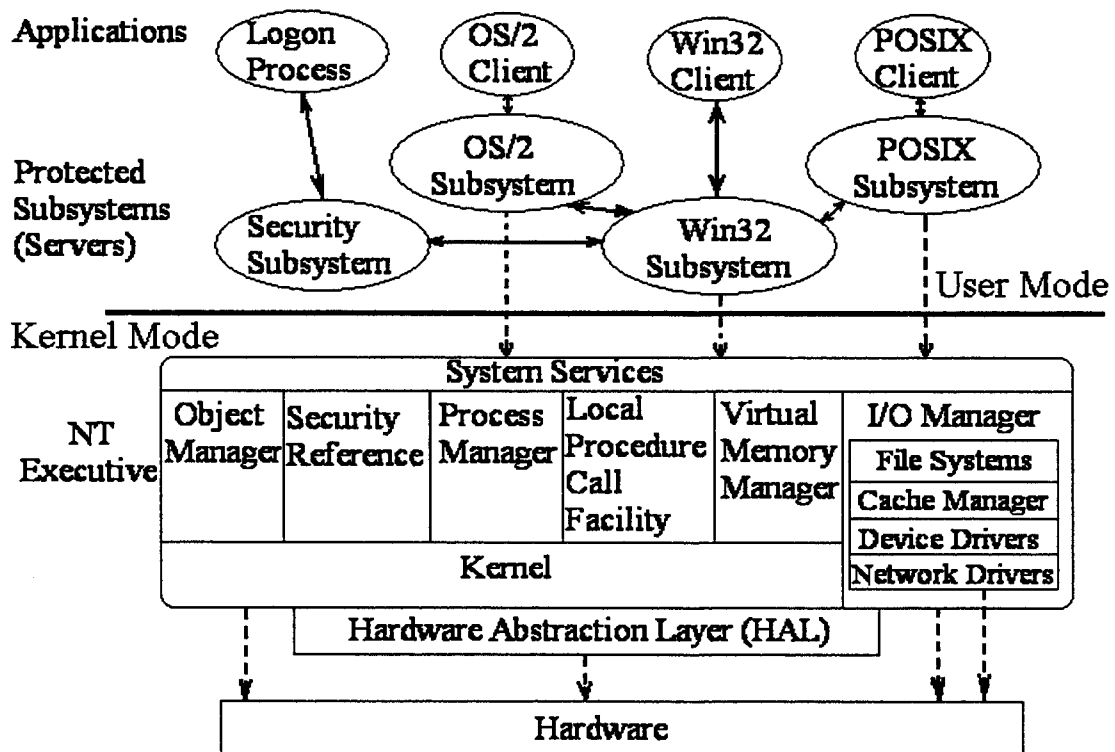 Applications
Logon
Process
OS/2
Client
Win32
Client
POSIX
Client
Protected
Subsystems
(Servers)
Security
Subsystem
OS/2
Subsystem
Win32
Subsystem
POSIX
Subsystem
User Mode
Kernel Mode
NT
Executive
System Services
Object
Manager
Security
Reference
Process
Manager
Local
Procedure
Call
Facility
Virtual
Memory
Manager
I/O Manager
File Systems
Cache Manager
Device Drivers
Network Drivers
Kernel
Hardware Abstraction Layer (HAL)
Hardware